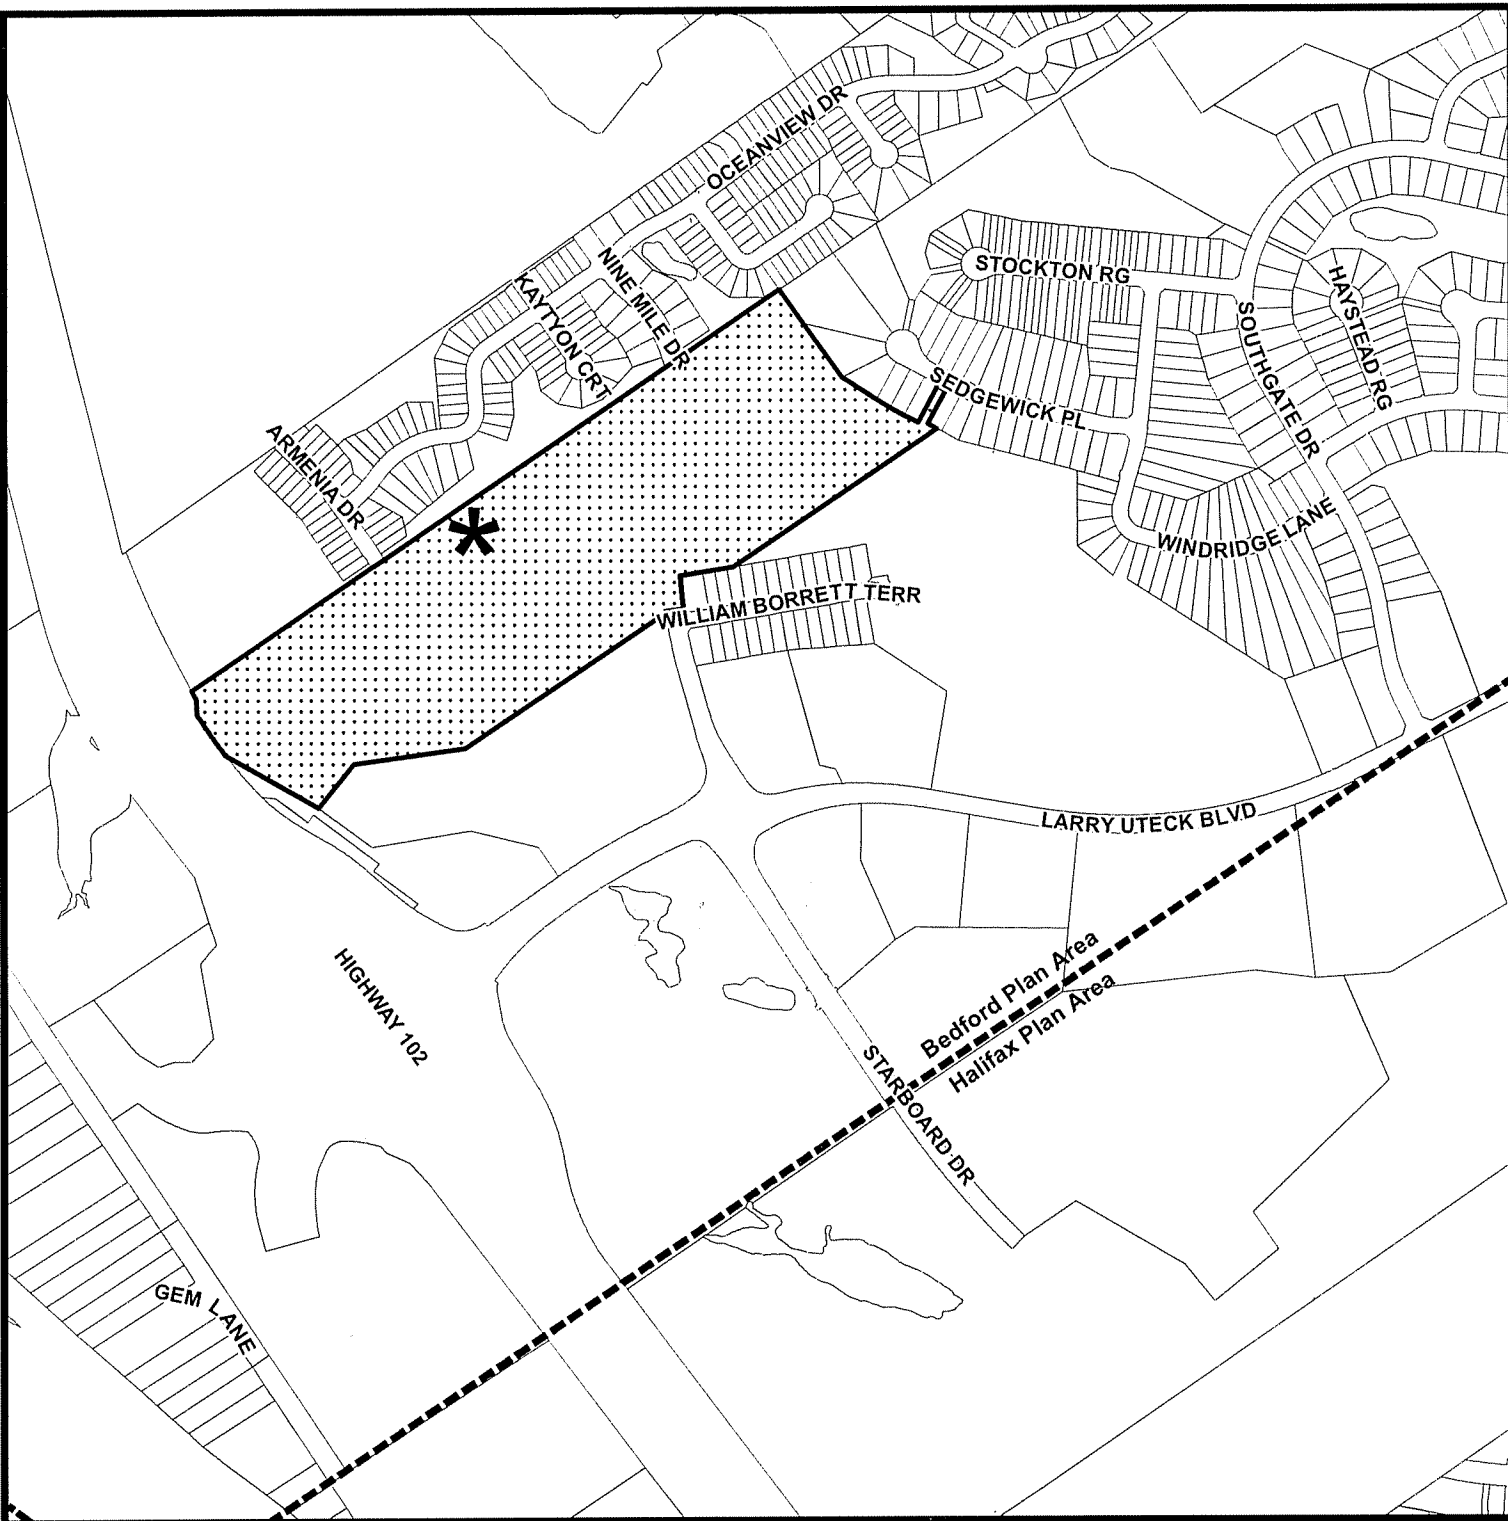 OCEANVIEW DR
NINE MILE DR
KAYTYON CRT
ARMENIA DR
*
STOCKTON RG
HAYSTEAD RG
SOUTHGATE DR
SEDGEWICK PL
WINDRIDGE LANE
WILLIAM BORRETT TERR
LARRY UTECK BLVD
HIGHWAY 102
Bedford Plan Area
Halifax Plan Area
STARBOARD DR
GEM LANE